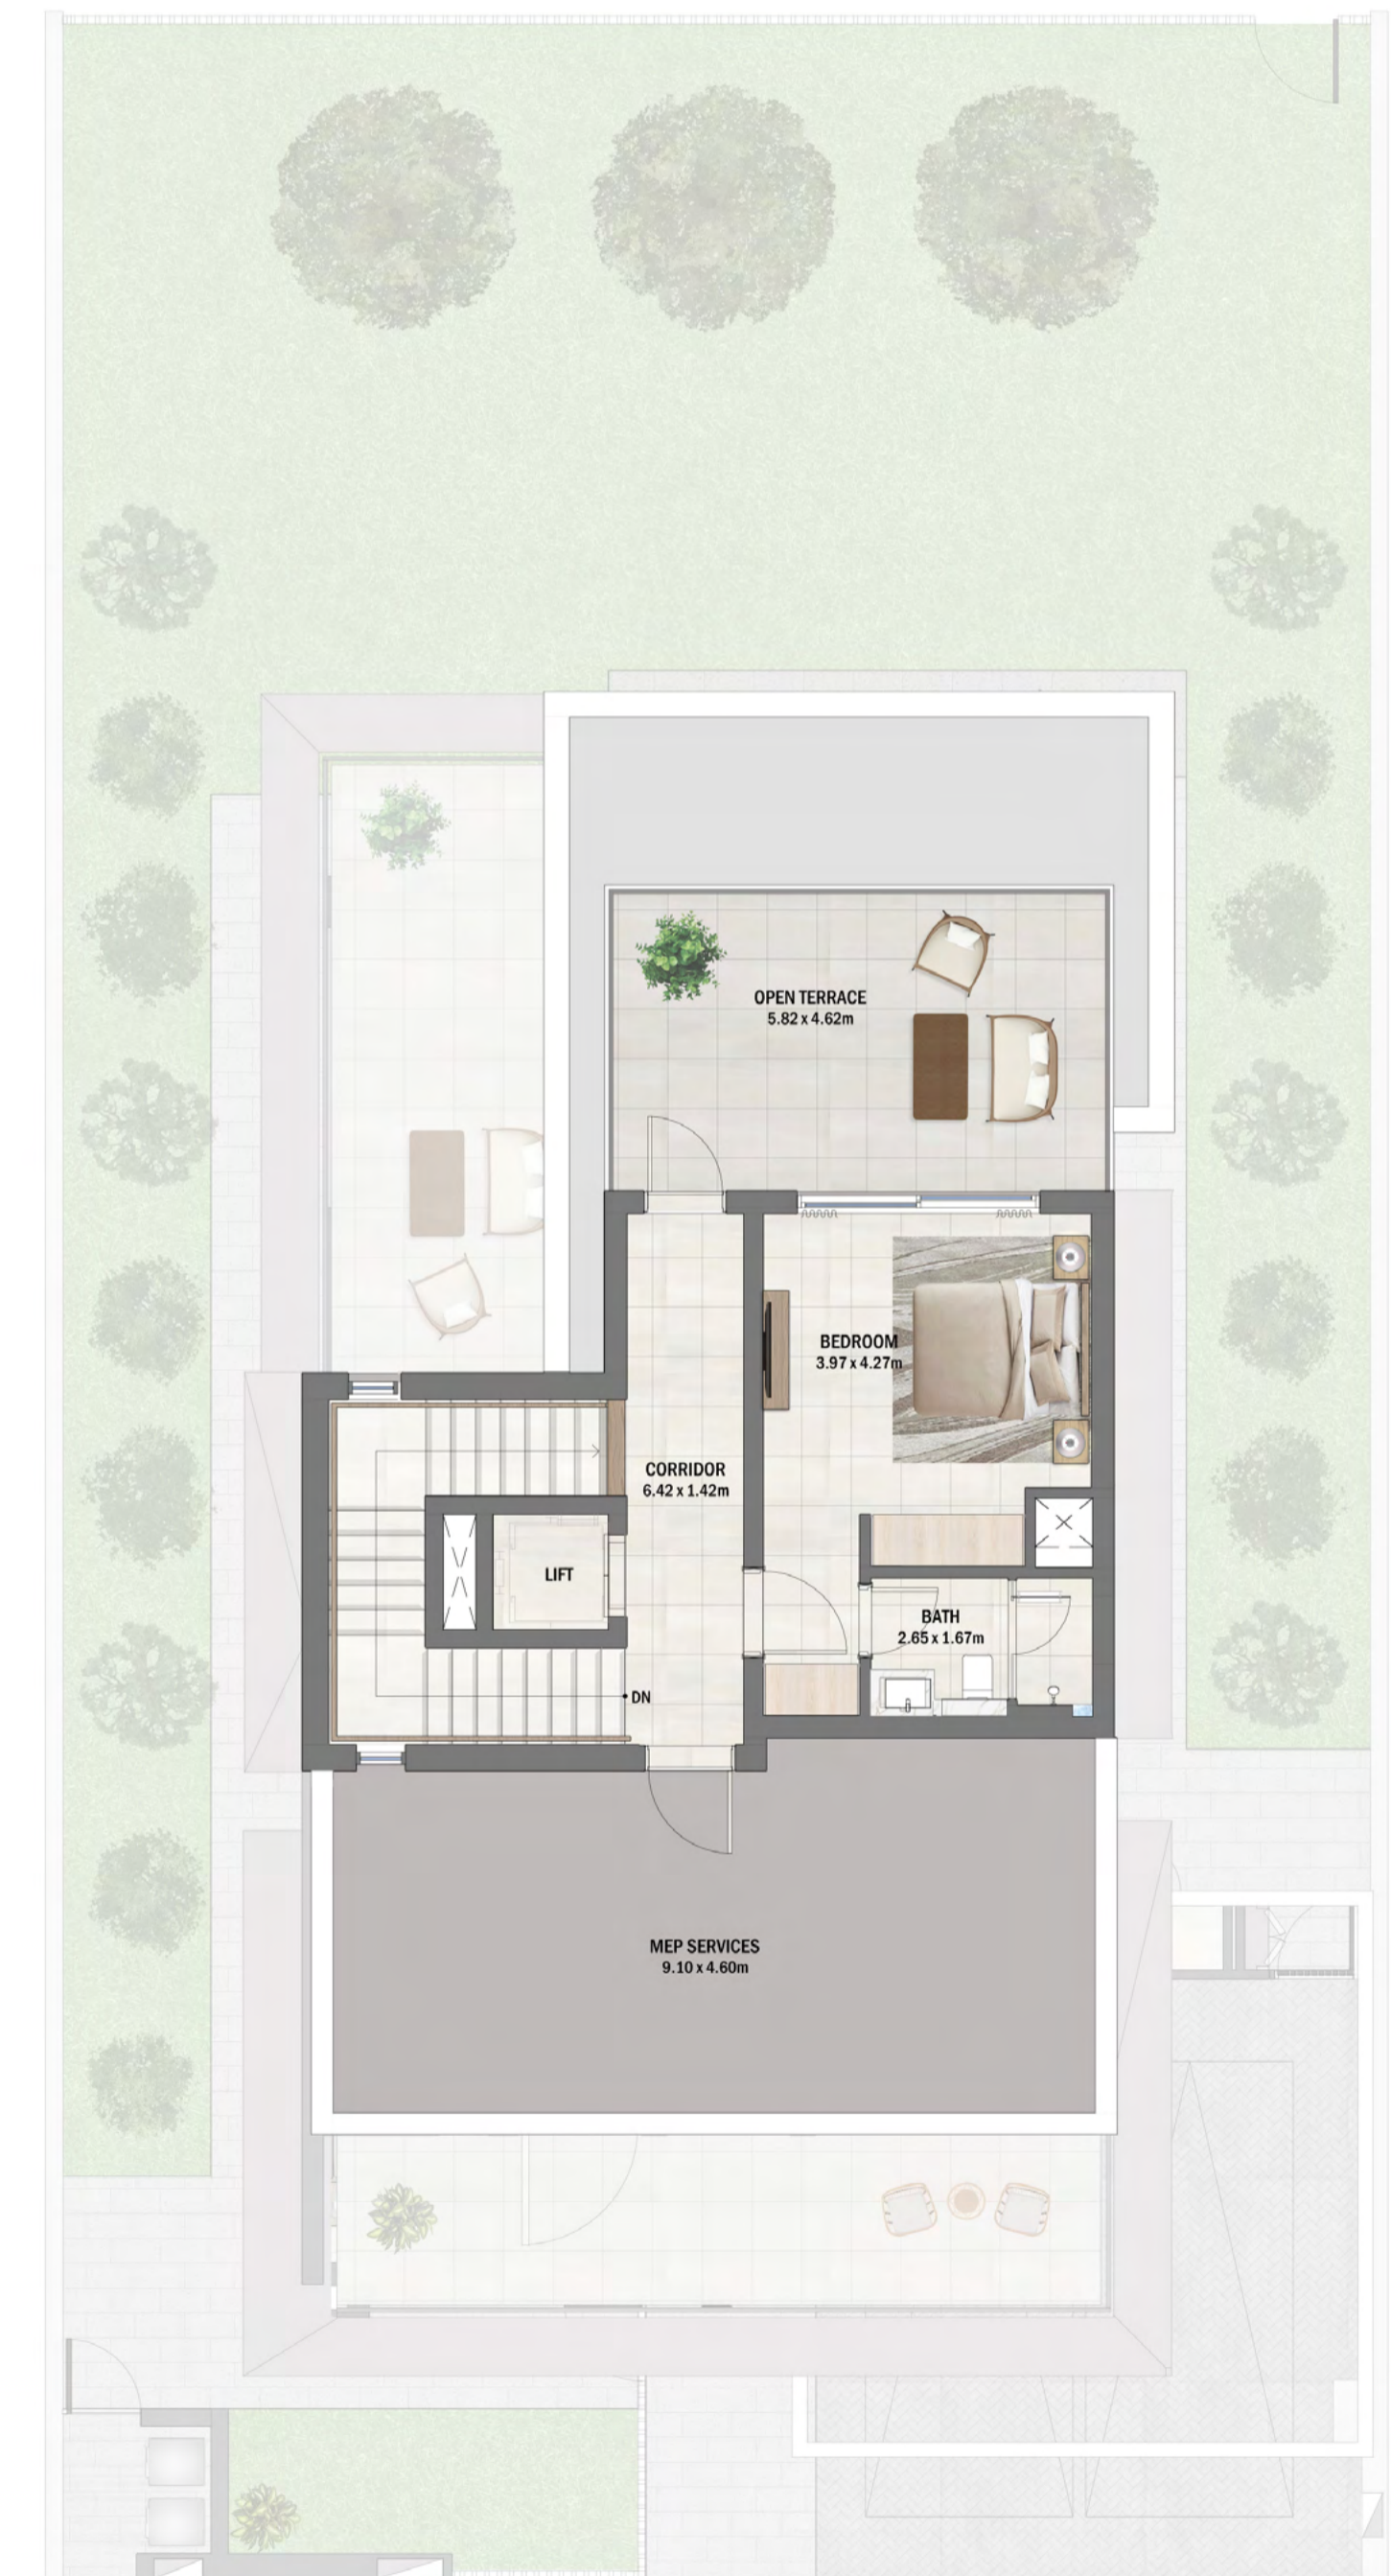 OPEN TERRACE
5.82 x 4.62m
BEDROOM
3.97 x 4.27m
CORRIDOR
6.42 x 1.42m
LIFT
BATH
2.65 x 1.67m
DN
MEP SERVICES
9.10 x 4.60m